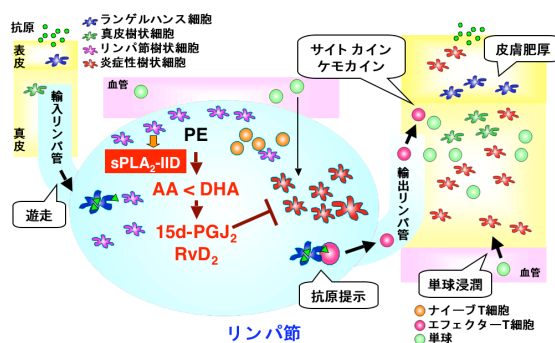 抗原
ランゲルハンス細胞
真皮樹状細胞
リンパ節樹状細胞
炎症性樹状細胞
表皮
真皮
輸入リンパ管
遊走
血管
PE
sPLA₂-IID
AA < DHA
15d-PGJ₂
RvD₂
抗原提示
リンパ節
サイトカイン
ケモカイン
抗原
皮膚肥厚
輸出リンパ管
血管
単球浸潤
ナイーブT細胞
エフェクターT細胞
単球